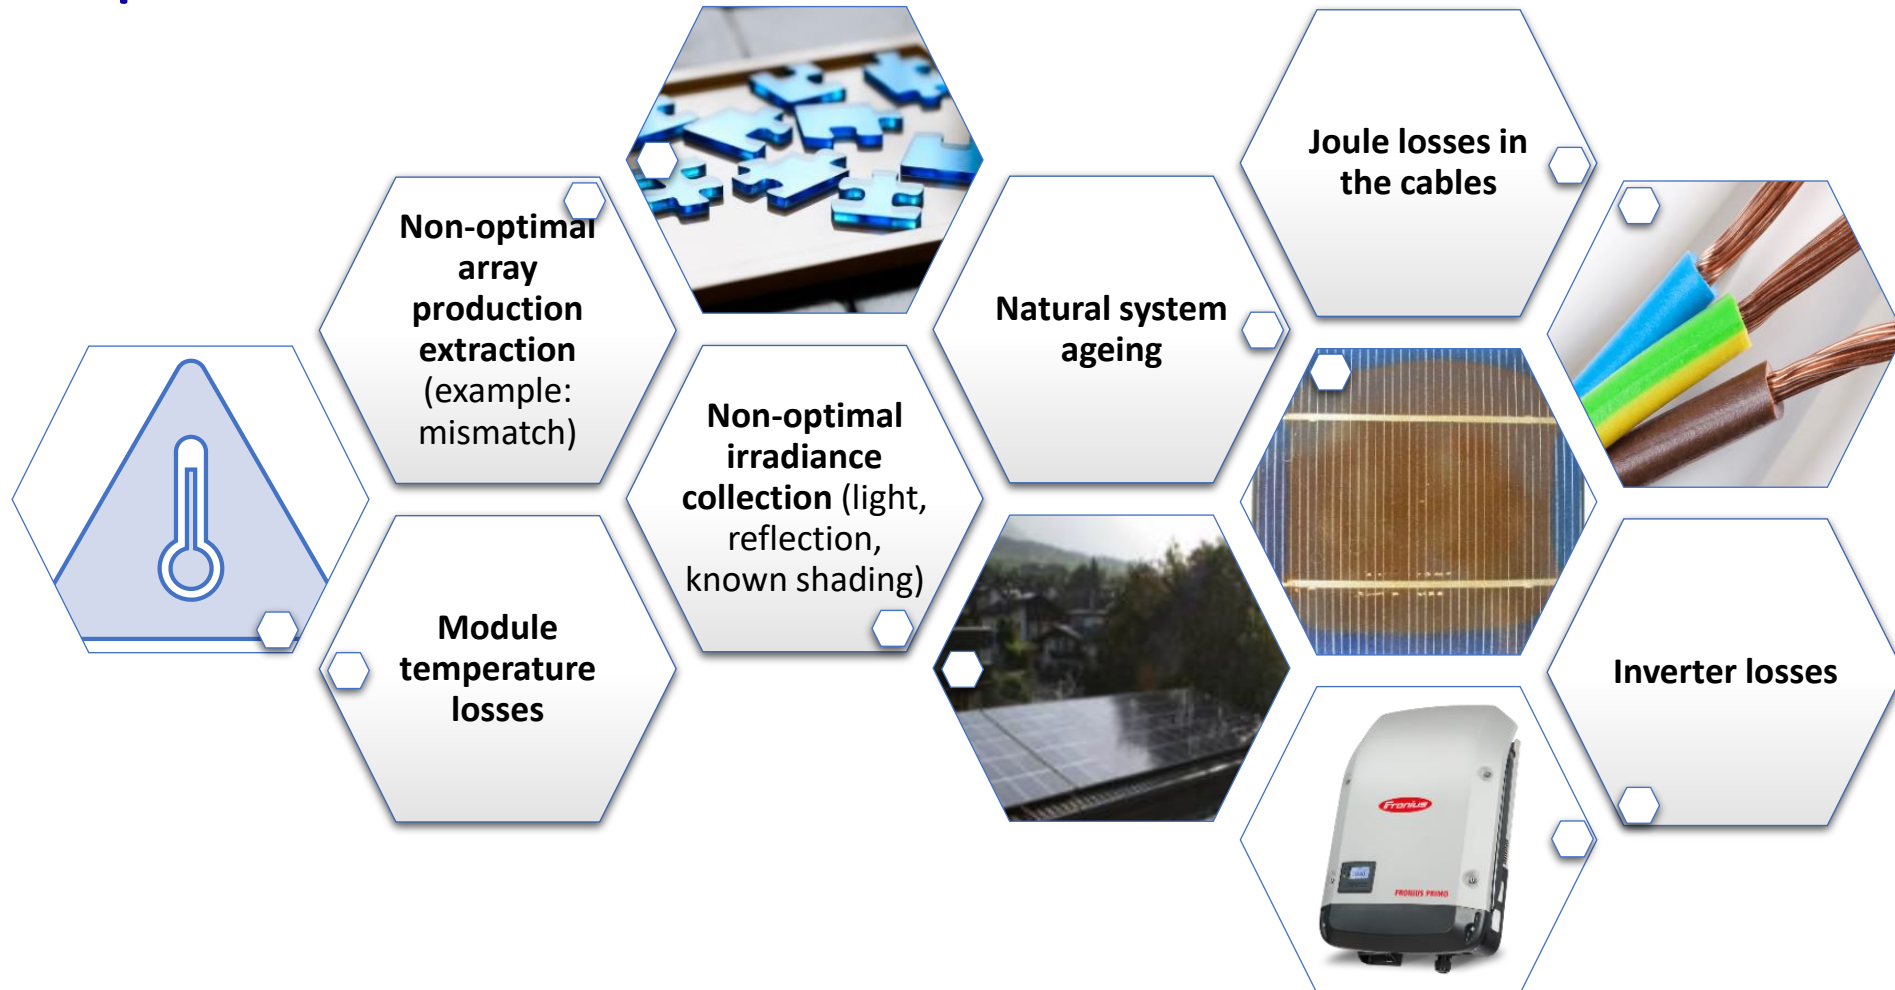 Non-optimal
array
production
extraction
(example:
mismatch)
Module
temperature
losses
Non-optimal
irradiance
collection (light,
reflection,
known shading)
Natural system
ageing
Joule losses in
the cables
Inverter losses
Fronius
FRONIUS PRIMO